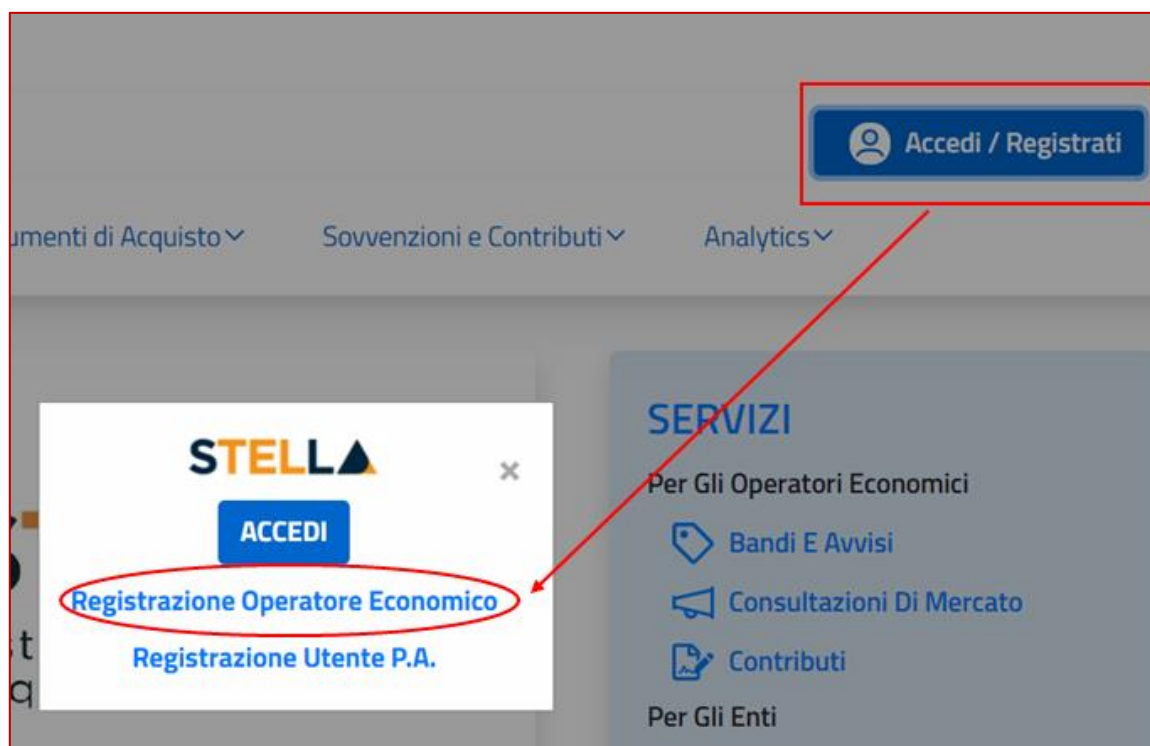 Accedi / Registrati
umenti di Acquisto Sovvenzioni e Contributi Analytics
STELLA
ACCEDI
Registrazione Operatore Economico
Registrazione Utente P.A.
SERVIZI
Per Gli Operatori Economici
Bandi E Avvisi
Consultazioni Di Mercato
Contributi
Per Gli Enti